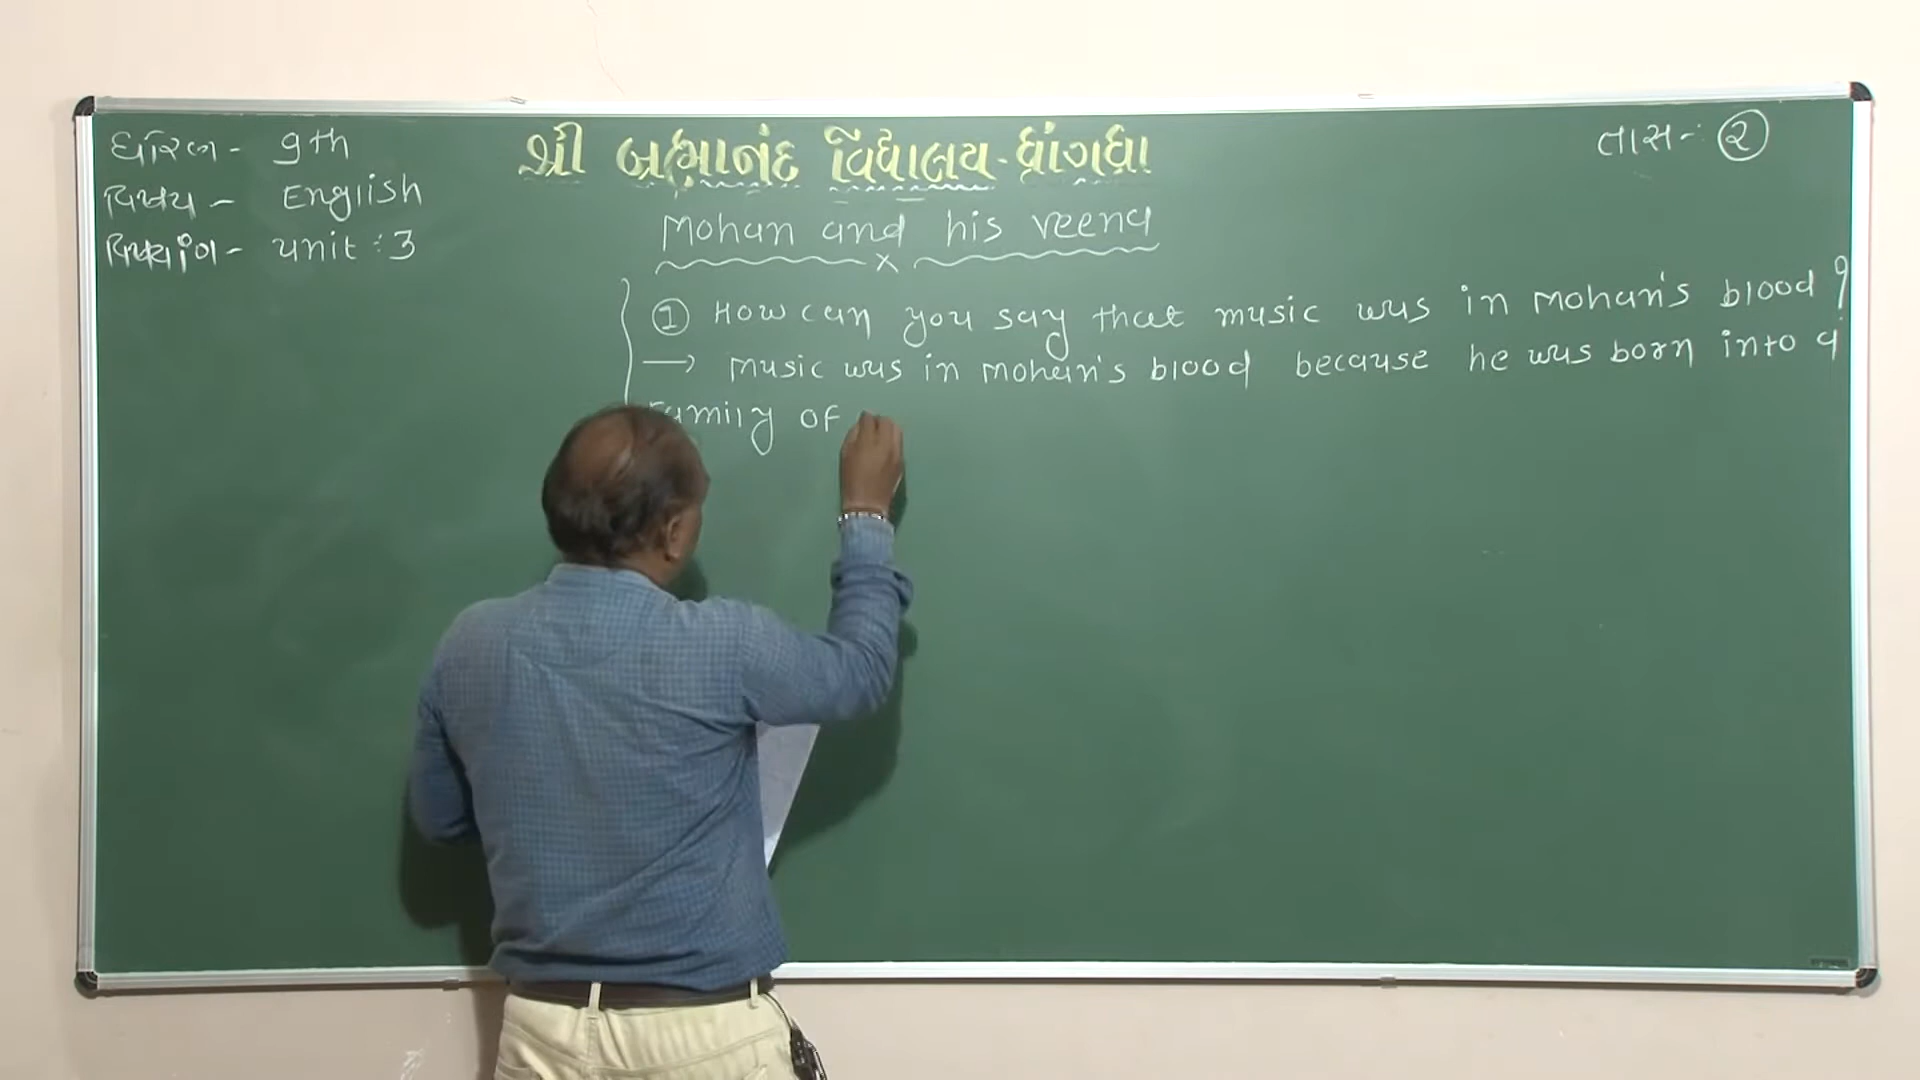 ધોરણ - 9th
વિષય - English
વિષયાંગ - unit : 3
શ્રી બ્રહ્માનંદ વિદ્યાલય - ધ્રાંગધ્રા
તાસ - ૨
Mohan and his veena
① How can you say that music was in Mohan's blood ?
→ music was in mohan's blood because he was born into a
family of